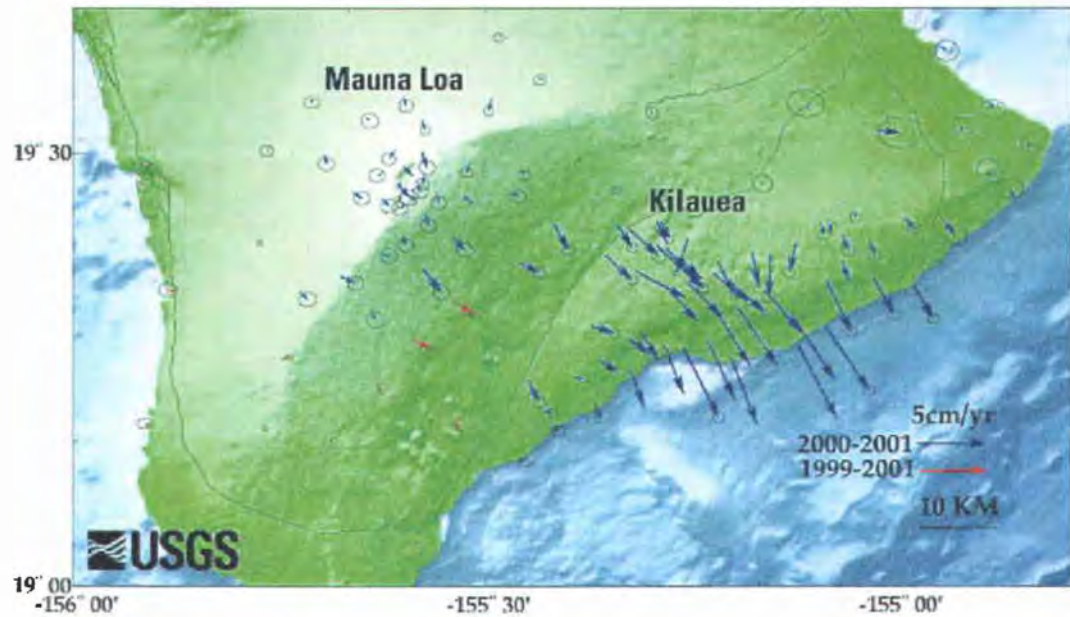 Mauna Loa
19° 30
Kilauea
5cm/yr
2000-2001
1999-2001
10 KM
USGS
19° 00
-156° 00'
-155° 30'
-155° 00'